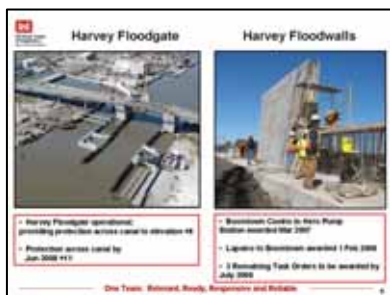 Harvey Floodgate
Harvey Floodwalls
• Harvey Floodgate operational;
providing protection across canal to elevation
• Protection across canal by
Jun 2008
• Boomtown Casino to Hero Pump
Station awarded Mar 2007
• Lapalco to Boomtown awarded 1 Feb 2008
• 3 Remaining Task Orders to be awarded by
July 2008
One Team: Relevant, Ready, Responsive and Reliable